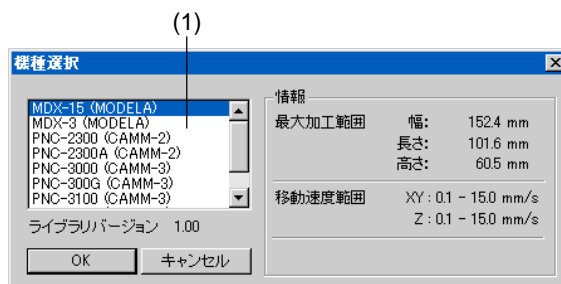 (1)
機種選択
MDX-15 (MODELA)
MDX-3 (MODELA)
PNC-2300 (CAMM-2)
PNC-2300A (CAMM-2)
PNC-3000 (CAMM-3)
PNC-300G (CAMM-3)
PNC-3100 (CAMM-3)
ライブラリバージョン 1.00
OK キャンセル
情報
最大加工範囲 幅: 152.4 mm
長さ: 101.6 mm
高さ: 60.5 mm
移動速度範囲 XY : 0.1 - 15.0 mm/s
Z : 0.1 - 15.0 mm/s